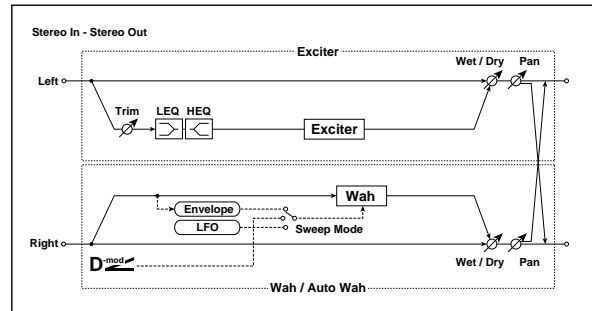 Stereo In - Stereo Out
Exciter
Wet / Dry Pan
Left
Trim LEQ HEQ
Exciter
Wah
Envelope
LFO
Sweep Mode
Right
D-mod
Wet / Dry Pan
Wah / Auto Wah